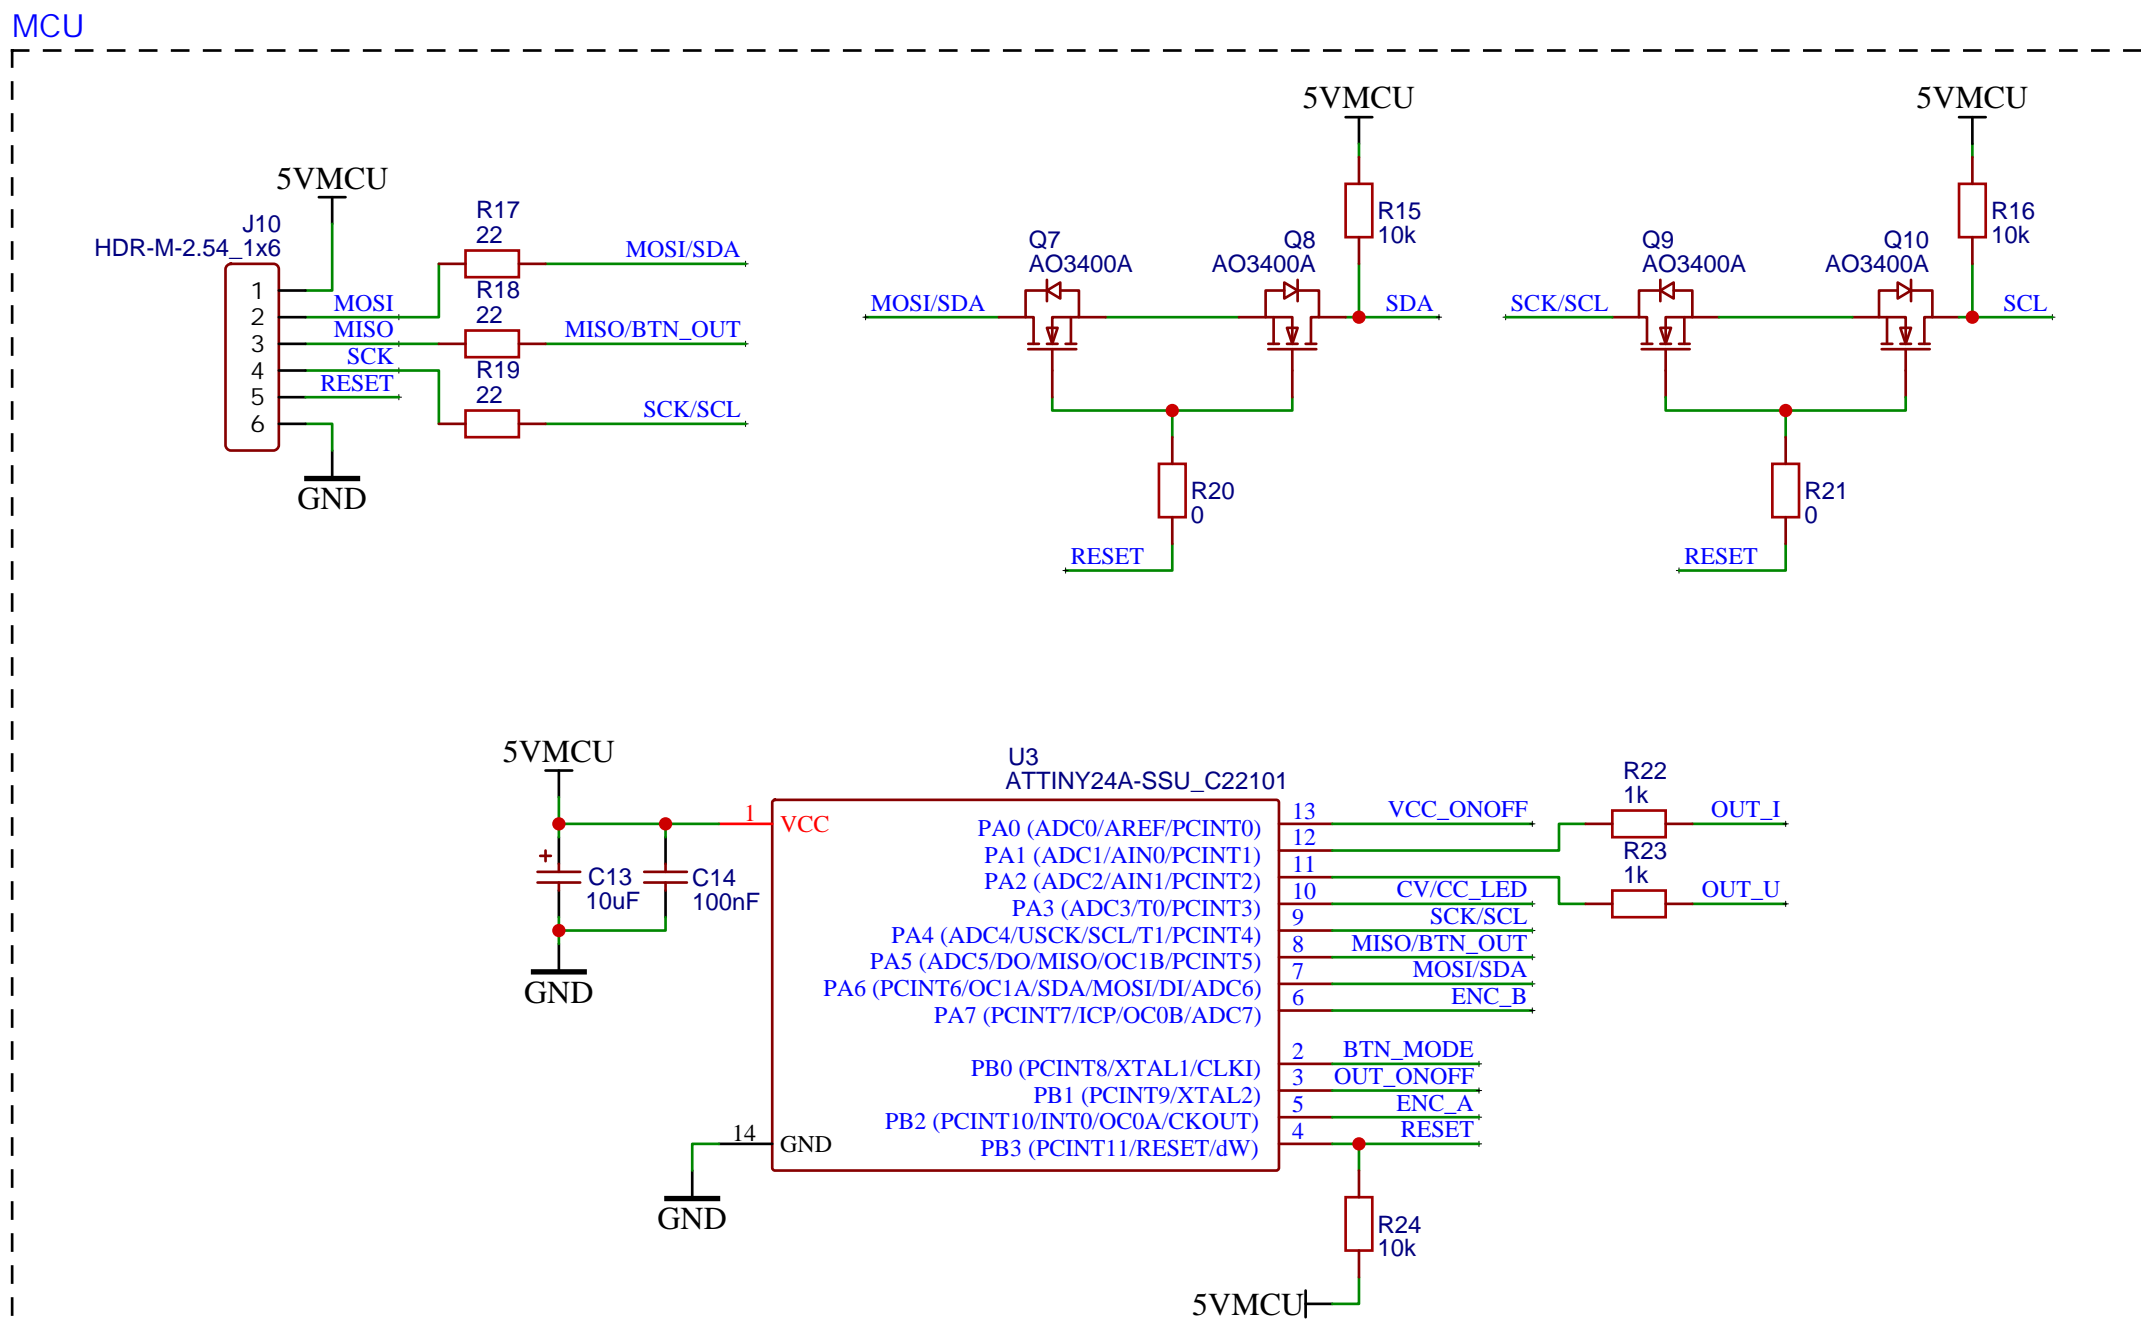 MCU
5VMCU
J10
HDR-M-2.54_1x6
1
2
3
4
5
6
MOSI
MISO
SCK
RESET
GND
R17
22
MOSI/SDA
R18
22
MISO/BTN_OUT
R19
22
SCK/SCL
5VMCU
R15
10k
Q7
AO3400A
Q8
AO3400A
MOSI/SDA
SDA
R20
0
RESET
5VMCU
R16
10k
Q9
AO3400A
Q10
AO3400A
SCK/SCL
SCL
R21
0
RESET
5VMCU
C13
10uF
C14
100nF
GND
U3
ATTINY24A-SSU_C22101
1
VCC
14
GND
GND
PA0 (ADC0/AREF/PCINT0)
PA1 (ADC1/AIN0/PCINT1)
PA2 (ADC2/AIN1/PCINT2)
PA3 (ADC3/T0/PCINT3)
PA4 (ADC4/USCK/SCL/T1/PCINT4)
PA5 (ADC5/DO/MISO/OC1B/PCINT5)
PA6 (PCINT6/OC1A/SDA/MOSI/DI/ADC6)
PA7 (PCINT7/ICP/OC0B/ADC7)
PB0 (PCINT8/XTAL1/CLKI)
PB1 (PCINT9/XTAL2)
PB2 (PCINT10/INT0/OC0A/CKOUT)
PB3 (PCINT11/RESET/dW)
13 VCC_ONOFF
12
11
10 CV/CC_LED
9 SCK/SCL
8 MISO/BTN_OUT
7 MOSI/SDA
6 ENC_B
2 BTN_MODE
3 OUT_ONOFF
5 ENC_A
4 RESET
R22
1k
OUT_I
R23
1k
OUT_U
R24
10k
5VMCU